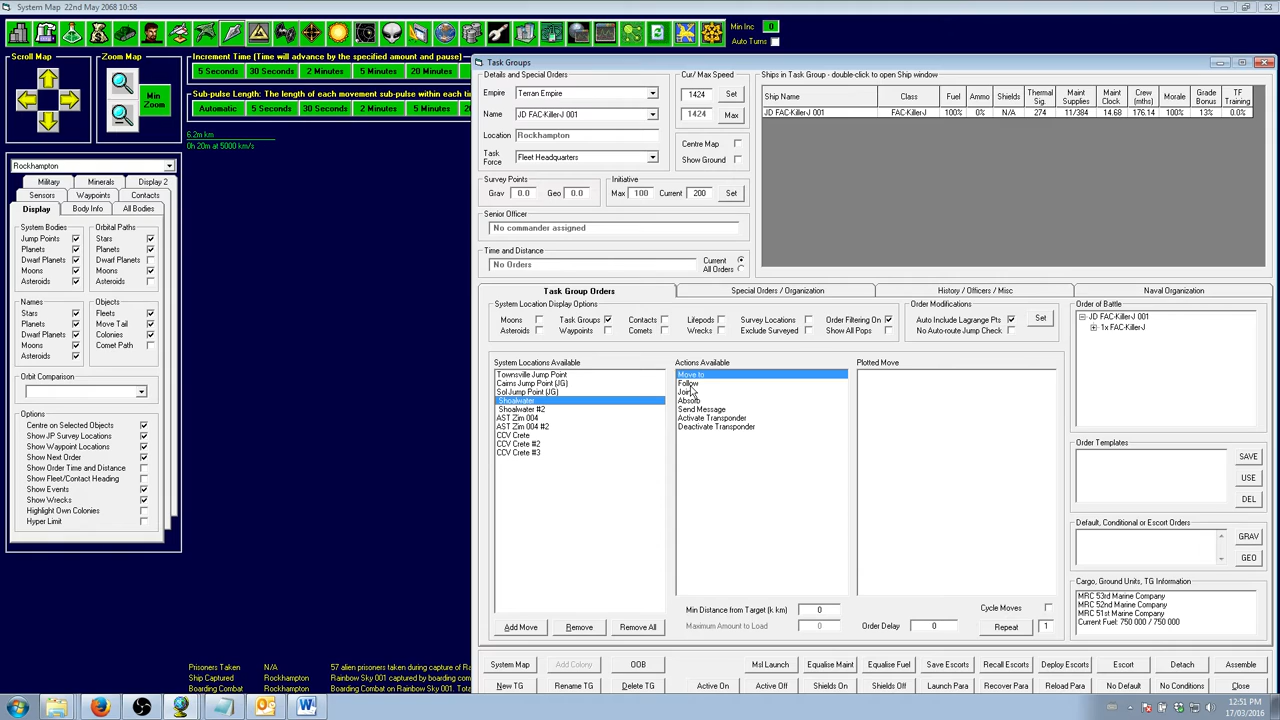 System Map 22nd May 2068 10:58
Min Inc 0
Auto Turns
Scroll Map
Zoom Map
Min
Zoom
Increment Time (Time will advance by the specified amount and pause)
5 Seconds 30 Seconds 2 Minutes 5 Minutes 20 Minutes
Sub-pulse Length: The length of each movement sub-pulse within each
Automatic 5 Seconds 30 Seconds 2 Minutes 5 Minutes
6.2m km
0h 20m at 5000 km/s
Rockhampton
Military Minerals Display 2
Sensors Waypoints Contacts
Display Body Info All Bodies
System Bodies
Jump Points
Planets
Dwarf Planets
Moons
Asteroids
Orbital Paths
Stars
Planets
Dwarf Planets
Moons
Asteroids
Names
Stars
Planets
Dwarf Planets
Moons
Asteroids
Objects
Fleets
Move Tail
Colonies
Comet Path
Orbit Comparison
Options
Centre on Selected Objects
Show JP Survey Locations
Show Waypoint Locations
Show Next Order
Show Order Time and Distance
Show Fleet/Contact Heading
Show Events
Show Wrecks
Highlight Own Colonies
Hyper Limit
Prisoners Taken N/A 57 alien prisoners taken during capture of Ra
Ship Captured Rockhampton Rainbow Sky 001 captured by boarding com
Boarding Combat Rockhampton Boarding Combat on Rainbow Sky 001. Tota
Task Groups
Details and Special Orders
Empire Terran Empire
Name JD FAC-KillerJ 001
Location Rockhampton
Task
Force Fleet Headquarters
Cur/ Max Speed
1424 Set
1424 Max
Centre Map
Show Ground
Survey Points
Grav 0.0 Geo 0.0
Initiative
Max 100 Current 200 Set
Senior Officer
No commander assigned
Time and Distance
No Orders
Current
All Orders
Ships in Task Group - double-click to open Ship window
Ship Name Class Fuel Ammo Shields Thermal Sig. Maint Supplies Maint Clock Crew (mths) Morale Grade Bonus TF Training
JD FAC-KillerJ 001 FAC-KillerJ 100% 0% N/A 274 11/384 14.68 176.14 100% 13% 0.0%
Task Group Orders Special Orders / Organization History / Officers / Misc Naval Organization
System Location Display Options
Moons Task Groups Contacts Lifepods Survey Locations Order Filtering On
Asteroids Waypoints Comets Wrecks Exclude Surveyed Show All Pops
Order Modifications
Auto Include Lagrange Pts Set
No Auto-route Jump Check
Order of Battle
JD FAC-KillerJ 001
1x FAC-KillerJ
System Locations Available
Townsville Jump Point
Cairns Jump Point (JG)
Sol Jump Point (JG)
Shoalwater
Shoalwater #2
AST Zim 004
AST Zim 004 #2
CCV Crete
CCV Crete #2
CCV Crete #3
Actions Available
Move to
Follow
Join
Absorb
Send Message
Activate Transponder
Deactivate Transponder
Plotted Move
Order Templates
SAVE
USE
DEL
Default, Conditional or Escort Orders
GRAV
GEO
Cargo, Ground Units, TG Information
MRC 53rd Marine Company
MRC 52nd Marine Company
MRC 51st Marine Company
Current Fuel: 750 000 / 750 000
Min Distance from Target (k km) 0
Cycle Moves
Add Move Remove Remove All
Maximum Amount to Load 0
Order Delay 0
Repeat 1
System Map Add Colony OOB Msl Launch Equalise Maint Equalise Fuel Save Escorts Recall Escorts Deploy Escorts Escort Detach Assemble
New TG Rename TG Delete TG Active On Active Off Shields On Shields Off Launch Para Recover Para Reload Para No Default No Conditions Close
12:51 PM
17/03/2016